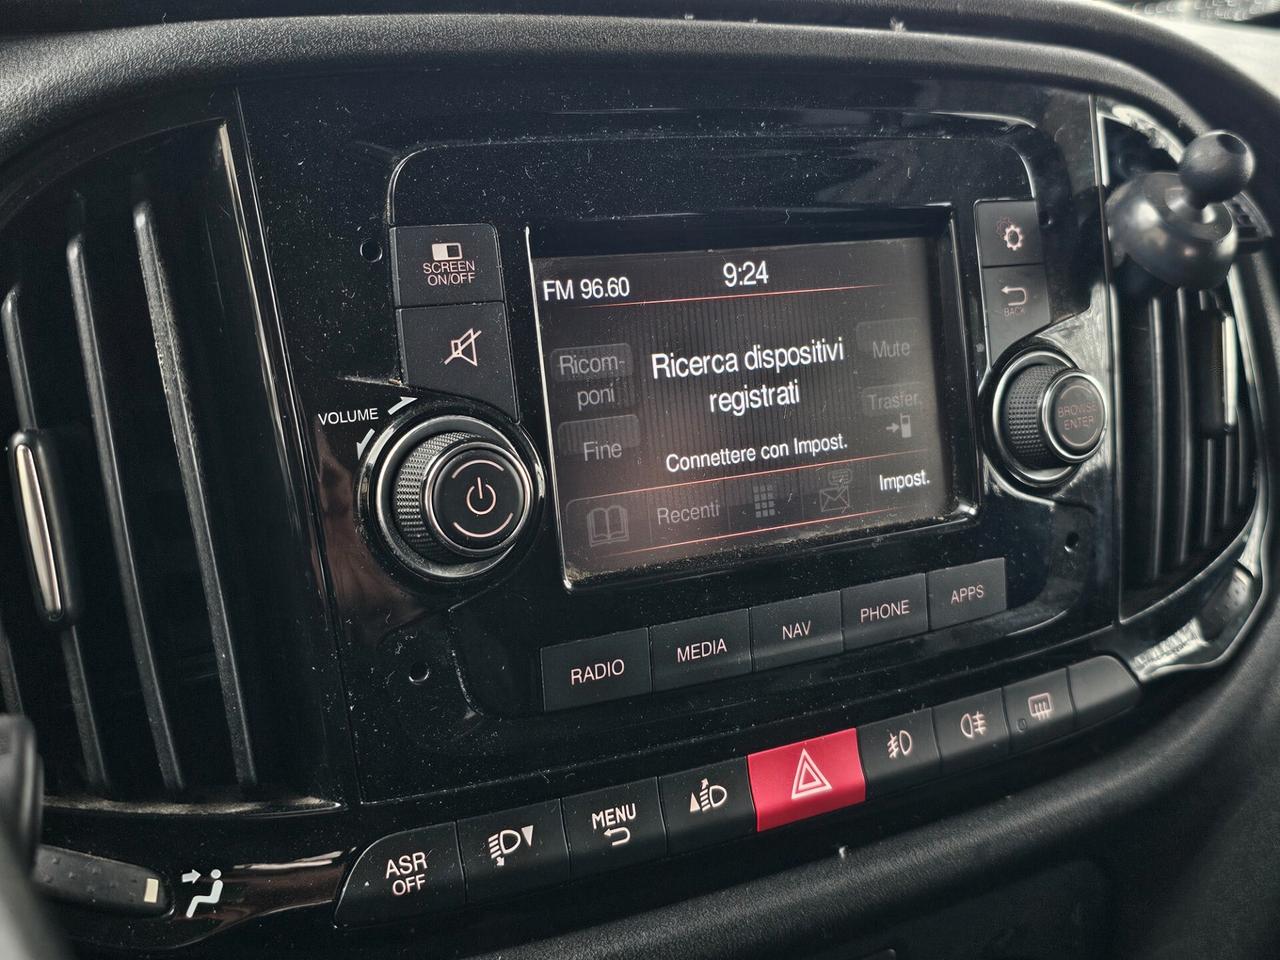 SCREEN
ON/OFF
VOLUME
FM 96.60
9:24
Ricom-
poni
Ricerca dispositivi
registrati
Mute
Trasfer.
Fine
Connettere con Impost.
Recenti
Impost.
BACK
BROWSE
ENTER
RADIO
MEDIA
NAV
PHONE
APPS
ASR
OFF
MENU